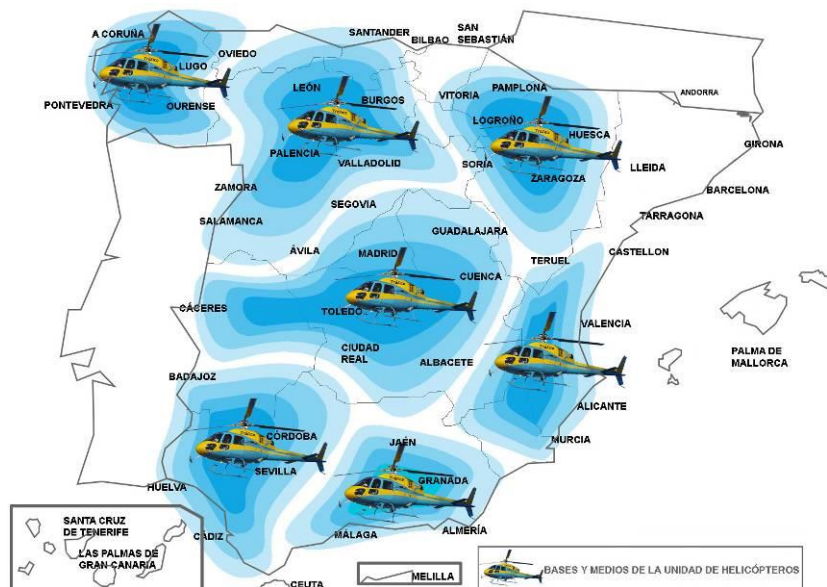 A CORUÑA
OVIEDO
SANTANDER
BILBAO
SAN
SEBASTIÁN
LUGO
PONTEVEDRA
OURENSE
LEÓN
BURGOS
VITORIA
PAMPLONA
ANDORRA
LOGROÑO
HUESCA
GIRONA
PALENCIA
VALLADOLID
SORÍA
ZARAGOZA
LLEIDA
BARCELONA
ZAMORA
SEGOVIA
SALAMANCA
TARRAGONA
GUADALAJARA
ÁVILA
MADRID
TERUEL
CASTELLON
CUENCA
CÁCERES
TOLEDO
VALENCIA
CIUDAD
REAL
ALBACETE
PALMA DE
MALLORCA
BADAJOZ
ALICANTE
CÓRDOBA
JAÉN
MURCIA
SEVILLA
GRANADA
HUELVA
SANTA CRUZ
DE TENERIFE
CÁDIZ
MÁLAGA
ALMERÍA
LAS PALMAS DE
GRAN CANARIA
CEUTA
MELILLA
BASES Y MEDIOS DE LA UNIDAD DE HELICÓPTEROS